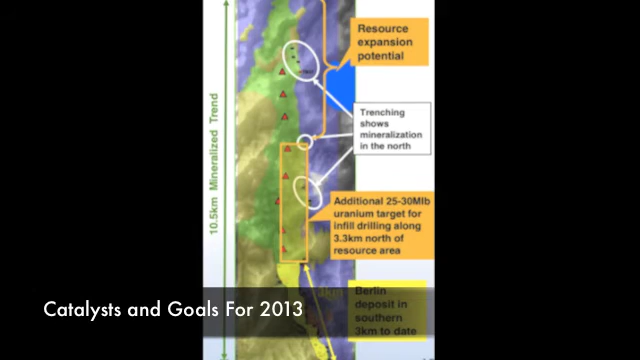 Resource
expansion
potential
Trenching
shows
mineralization
in the north
10.5km Mineralized Trend
Additional 25-30Mlb
uranium target for
infill drilling along
3.3km north of
resource area
3km
Berlin
deposit in
southern
3km to date
Catalysts and Goals For 2013